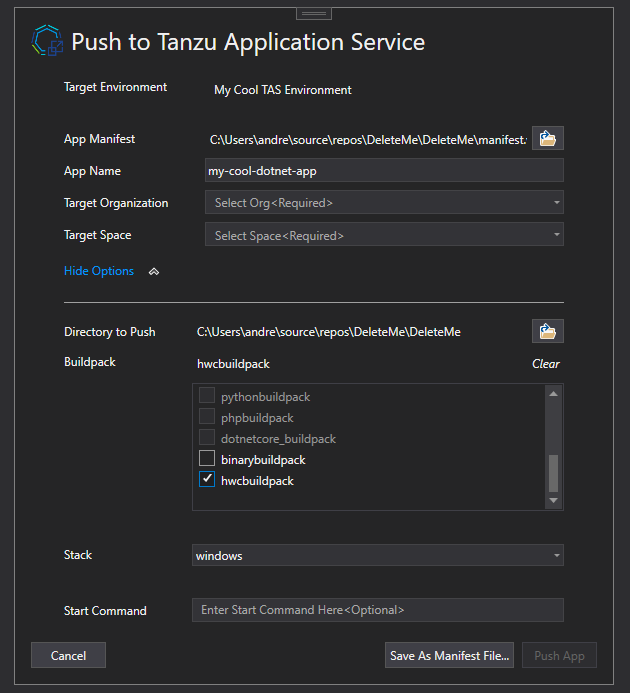 Push to Tanzu Application Service
Target Environment My Cool TAS Environment
App Manifest C:\Users\andre\source\repos\DeleteMe\DeleteMe\manifest.
App Name my-cool-dotnet-app
Target Organization Select Org<Required>
Target Space Select Space<Required>
Hide Options
Directory to Push C:\Users\andre\source\repos\DeleteMe\DeleteMe
Buildpack hwcbuildpack Clear
pythonbuildpack
phpbuildpack
dotnetcore_buildpack
binarybuildpack
hwcbuildpack
Stack windows
Start Command Enter Start Command Here<Optional>
Cancel Save As Manifest File... Push App